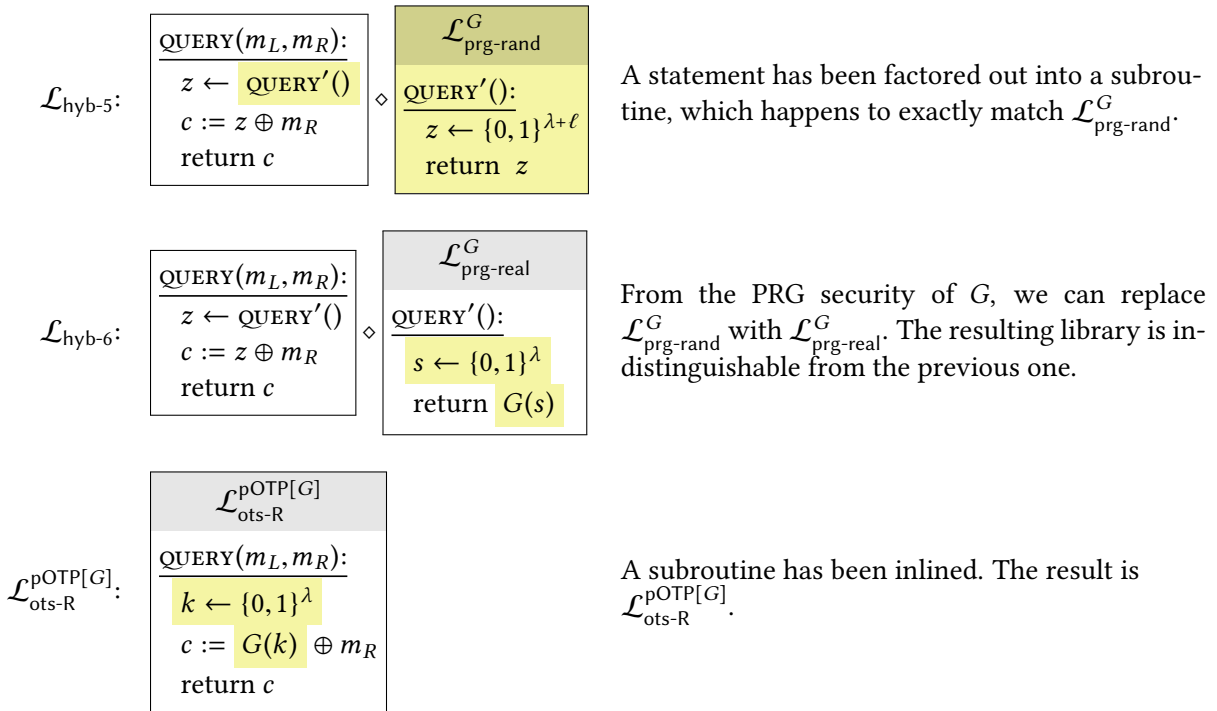 𝓛hyb-5:
QUERY(m_L, m_R):
z ← QUERY′()
c := z ⊕ m_R
return c
⋄
𝓛^G_prg-rand
QUERY′():
z ← {0, 1}^{λ+ℓ}
return z
A statement has been factored out into a subrou-
tine, which happens to exactly match 𝓛^G_prg-rand.
𝓛hyb-6:
QUERY(m_L, m_R):
z ← QUERY′()
c := z ⊕ m_R
return c
⋄
𝓛^G_prg-real
QUERY′():
s ← {0, 1}^λ
return G(s)
From the PRG security of G, we can replace
𝓛^G_prg-rand with 𝓛^G_prg-real. The resulting library is in-
distinguishable from the previous one.
𝓛^pOTP[G]_ots-R:
𝓛^pOTP[G]_ots-R
QUERY(m_L, m_R):
k ← {0, 1}^λ
c := G(k) ⊕ m_R
return c
A subroutine has been inlined. The result is
𝓛^pOTP[G]_ots-R.